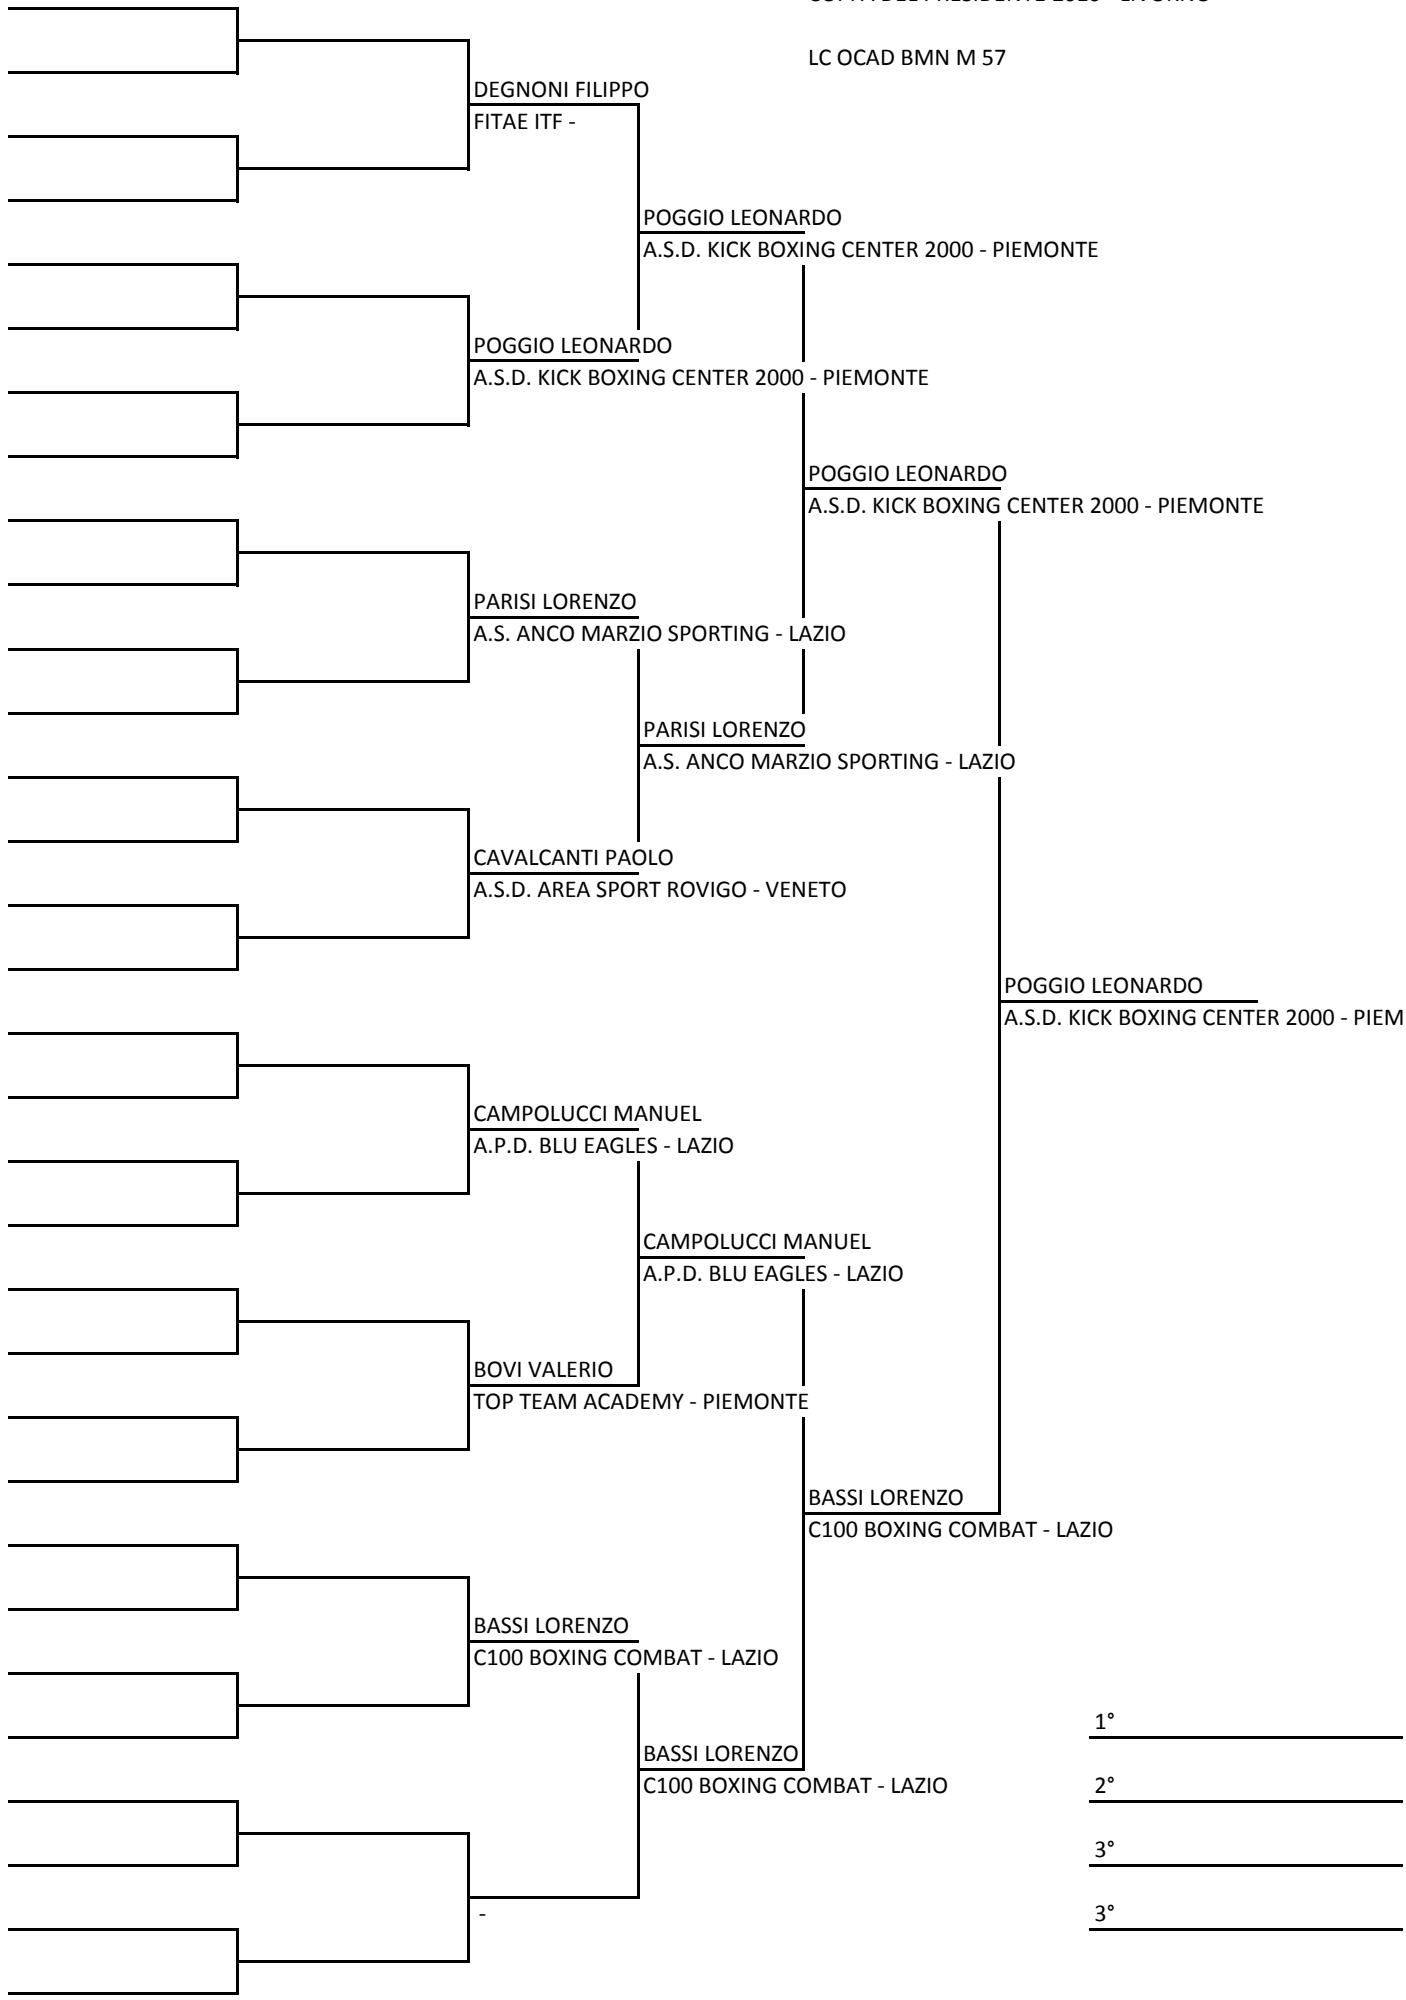 LC OCAD BMN M 57
DEGNONI FILIPPO
FITAE ITF -
POGGIO LEONARDO
A.S.D. KICK BOXING CENTER 2000 - PIEMONTE
POGGIO LEONARDO
A.S.D. KICK BOXING CENTER 2000 - PIEMONTE
POGGIO LEONARDO
A.S.D. KICK BOXING CENTER 2000 - PIEMONTE
PARISI LORENZO
A.S. ANCO MARZIO SPORTING - LAZIO
PARISI LORENZO
A.S. ANCO MARZIO SPORTING - LAZIO
CAVALCANTI PAOLO
A.S.D. AREA SPORT ROVIGO - VENETO
POGGIO LEONARDO
A.S.D. KICK BOXING CENTER 2000 - PIEM
CAMPOLUCCI MANUEL
A.P.D. BLU EAGLES - LAZIO
CAMPOLUCCI MANUEL
A.P.D. BLU EAGLES - LAZIO
BOVI VALERIO
TOP TEAM ACADEMY - PIEMONTE
BASSI LORENZO
C100 BOXING COMBAT - LAZIO
BASSI LORENZO
C100 BOXING COMBAT - LAZIO
1°
BASSI LORENZO
C100 BOXING COMBAT - LAZIO
2°
3°
-
3°